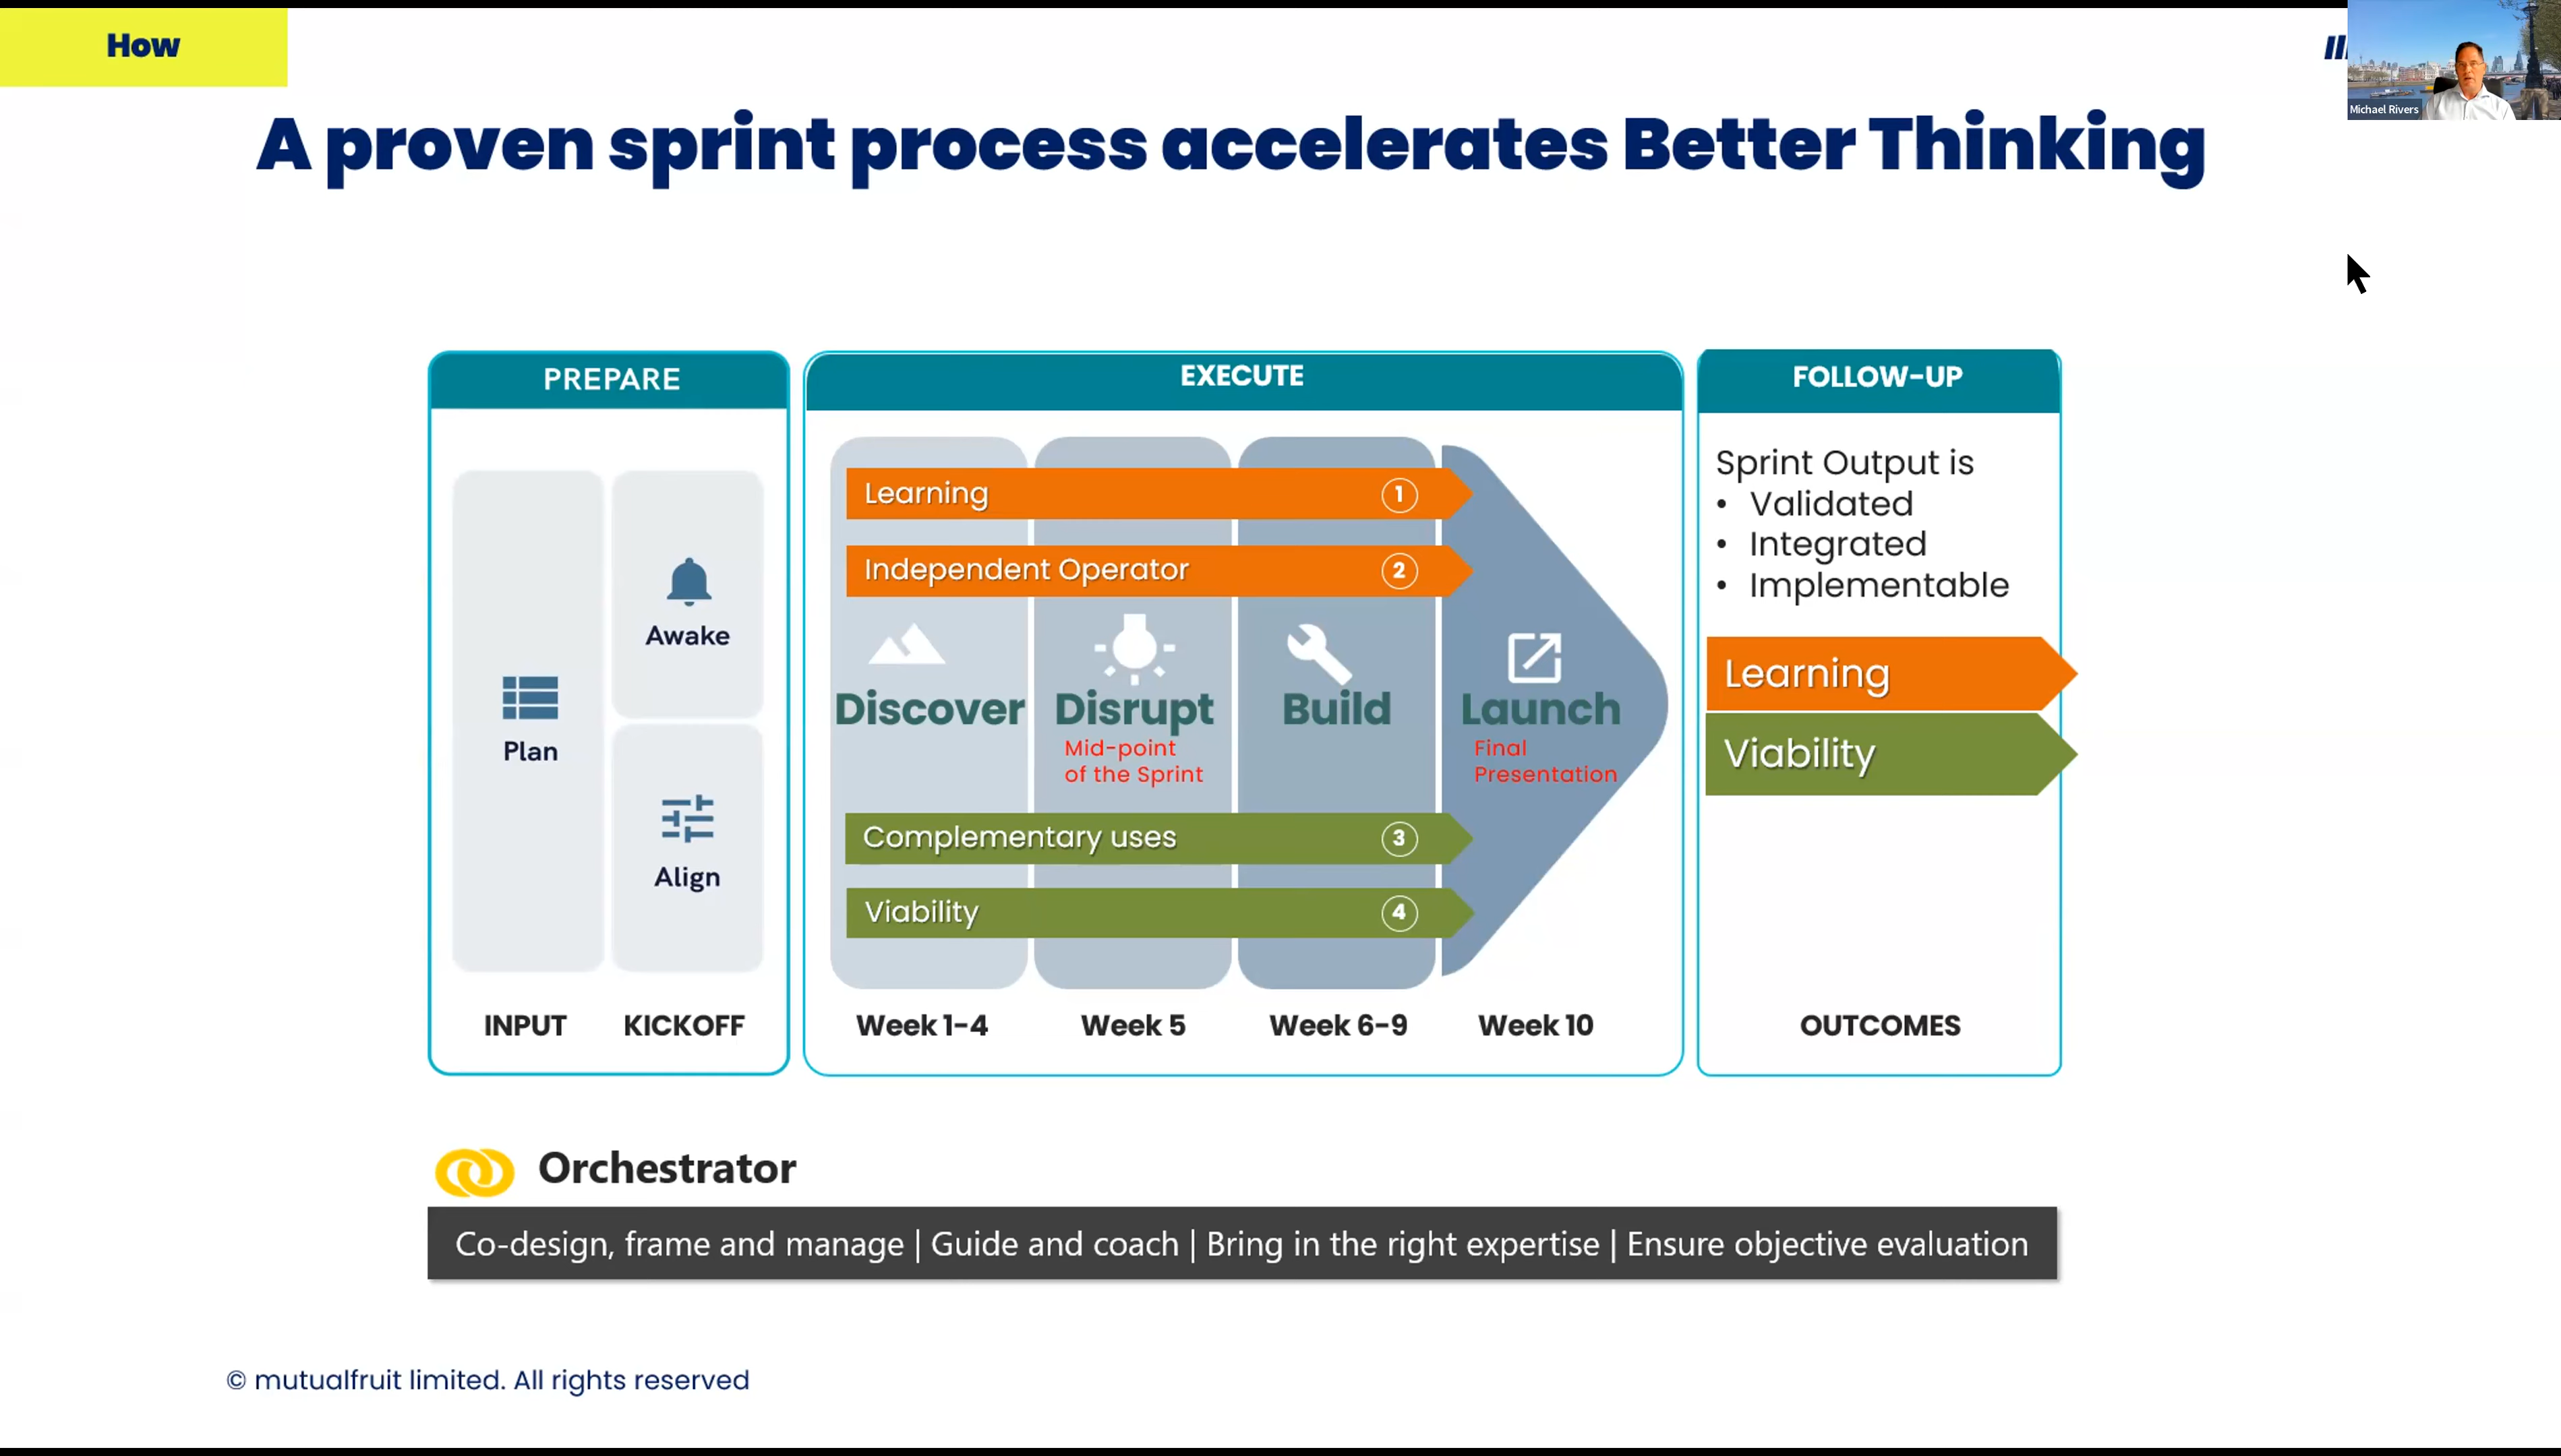 How
Michael Rivers
A proven sprint process accelerates Better Thinking
PREPARE
Plan
Awake
Align
INPUT
KICKOFF
EXECUTE
Learning 1
Independent Operator 2
Discover
Disrupt
Mid-point
of the Sprint
Build
Launch
Final
Presentation
Complementary uses 3
Viability 4
Week 1-4
Week 5
Week 6-9
Week 10
FOLLOW-UP
Sprint Output is
• Validated
• Integrated
• Implementable
Learning
Viability
OUTCOMES
Orchestrator
Co-design, frame and manage | Guide and coach | Bring in the right expertise | Ensure objective evaluation
© mutualfruit limited. All rights reserved